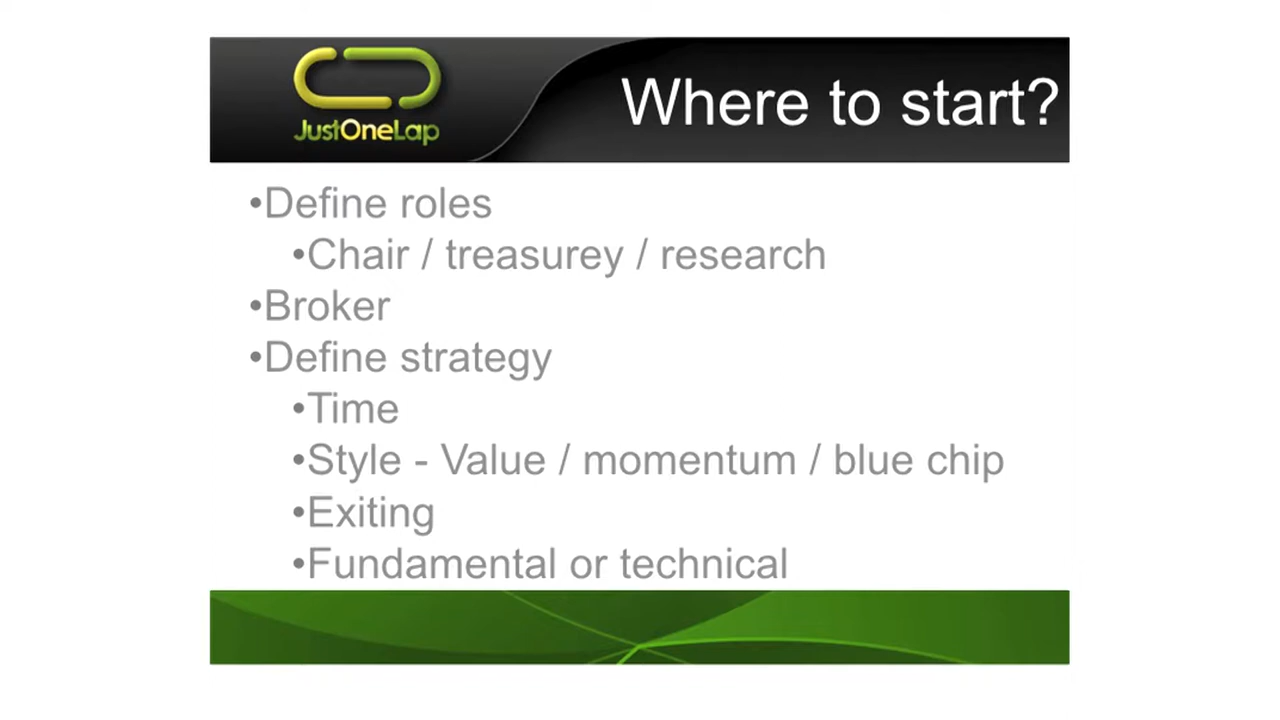 JustOneLap
Where to start?
•Define roles
•Chair / treasurey / research
•Broker
•Define strategy
•Time
•Style - Value / momentum / blue chip
•Exiting
•Fundamental or technical